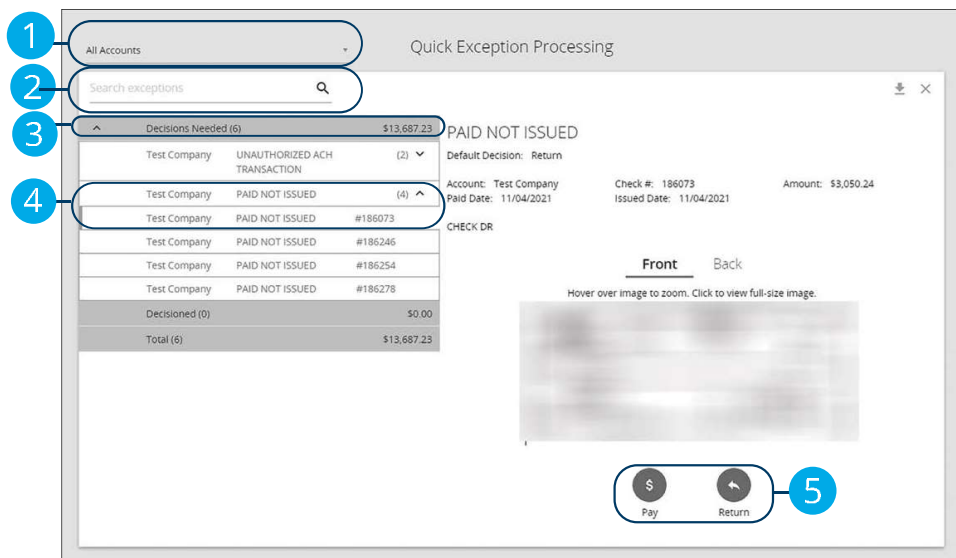 1
All Accounts
Quick Exception Processing
2
Search exceptions
3
Decisions Needed (6) $13,687.23
Test Company UNAUTHORIZED ACH TRANSACTION (2)
4
Test Company PAID NOT ISSUED (4)
Test Company PAID NOT ISSUED #186073
Test Company PAID NOT ISSUED #186246
Test Company PAID NOT ISSUED #186254
Test Company PAID NOT ISSUED #186278
Decisioned (0) $0.00
Total (6) $13,687.23
PAID NOT ISSUED
Default Decision: Return
Account: Test Company Check #: 186073 Amount: $3,050.24
Paid Date: 11/04/2021 Issued Date: 11/04/2021
CHECK DR
Front Back
Hover over image to zoom. Click to view full-size image.
$
Pay Return
5